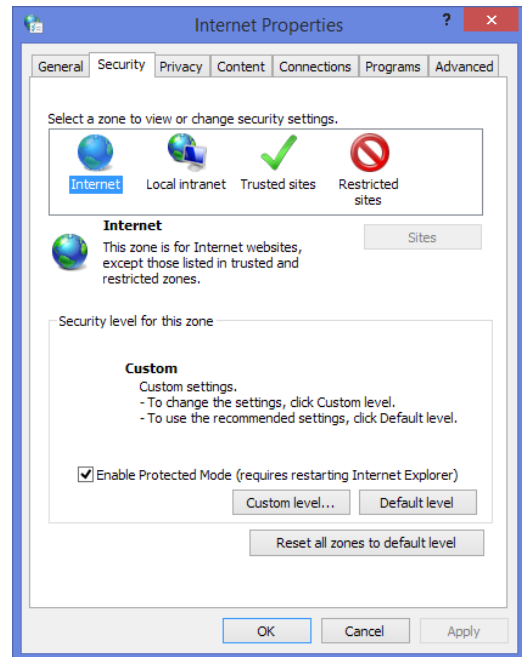 Internet Properties
?
×
General Security Privacy Content Connections Programs Advanced
Select a zone to view or change security settings.
Internet Local intranet Trusted sites Restricted sites
Internet
Sites
This zone is for Internet websites,
except those listed in trusted and
restricted zones.
Security level for this zone
Custom
Custom settings.
- To change the settings, click Custom level.
- To use the recommended settings, click Default level.
Enable Protected Mode (requires restarting Internet Explorer)
Custom level... Default level
Reset all zones to default level
OK Cancel Apply